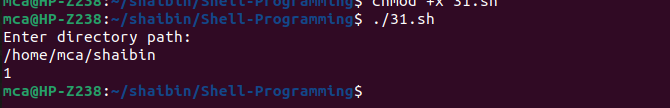 mca@HP-Z238:~/shaibin/Shell-Programming$ chmod +x 31.sh
mca@HP-Z238:~/shaibin/Shell-Programming$ ./31.sh
Enter directory path:
/home/mca/shaibin
1
mca@HP-Z238:~/shaibin/Shell-Programming$